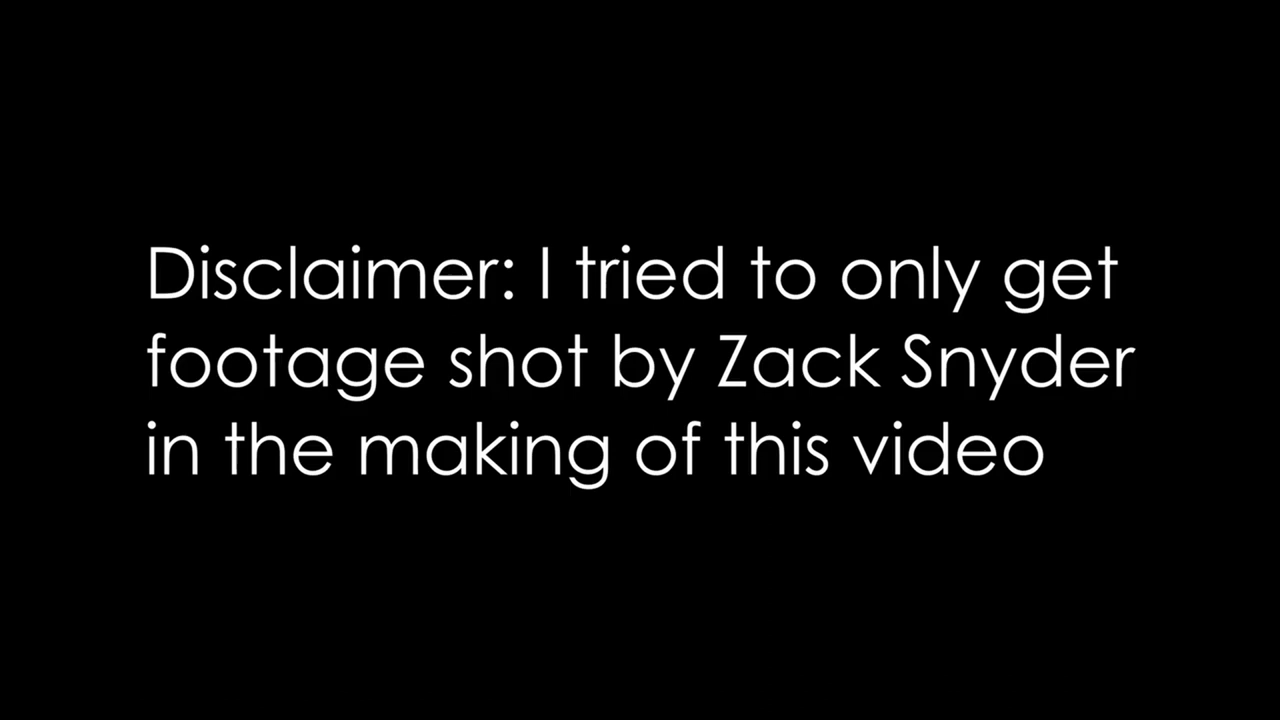 Disclaimer: I tried to only get
footage shot by Zack Snyder
in the making of this video